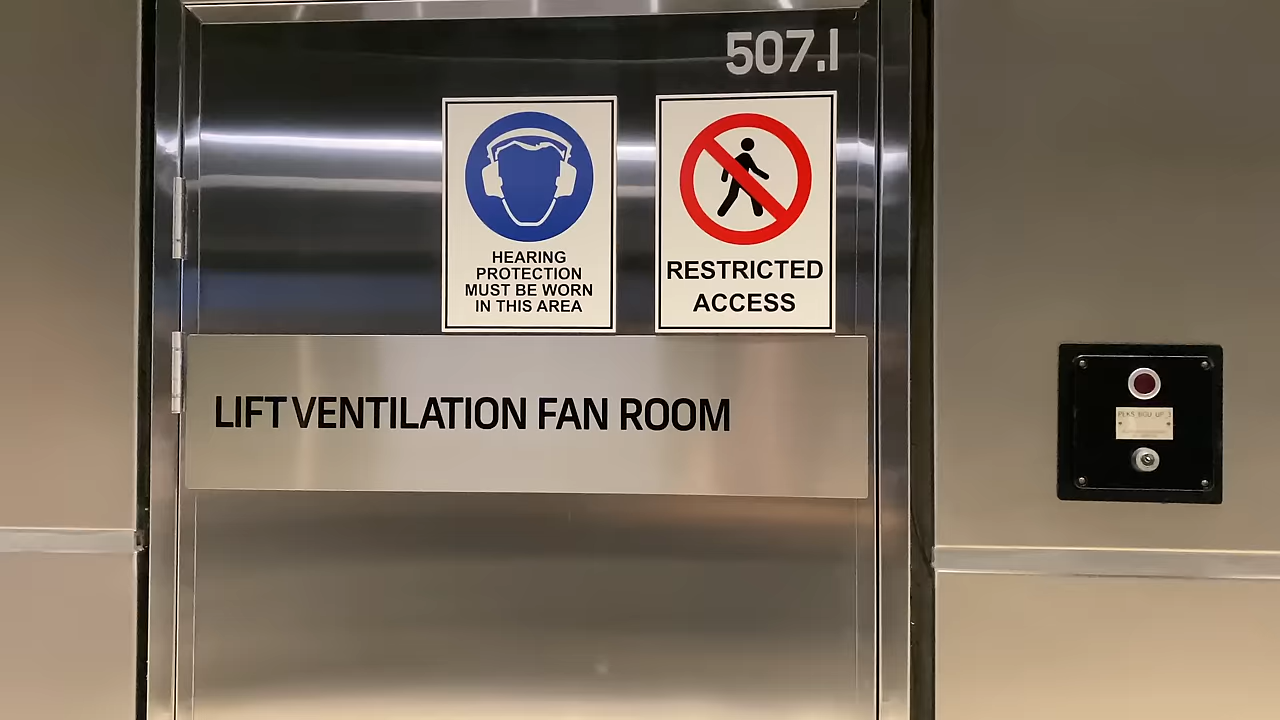 507.1
HEARING
PROTECTION
MUST BE WORN
IN THIS AREA
RESTRICTED
ACCESS
LIFT VENTILATION FAN ROOM